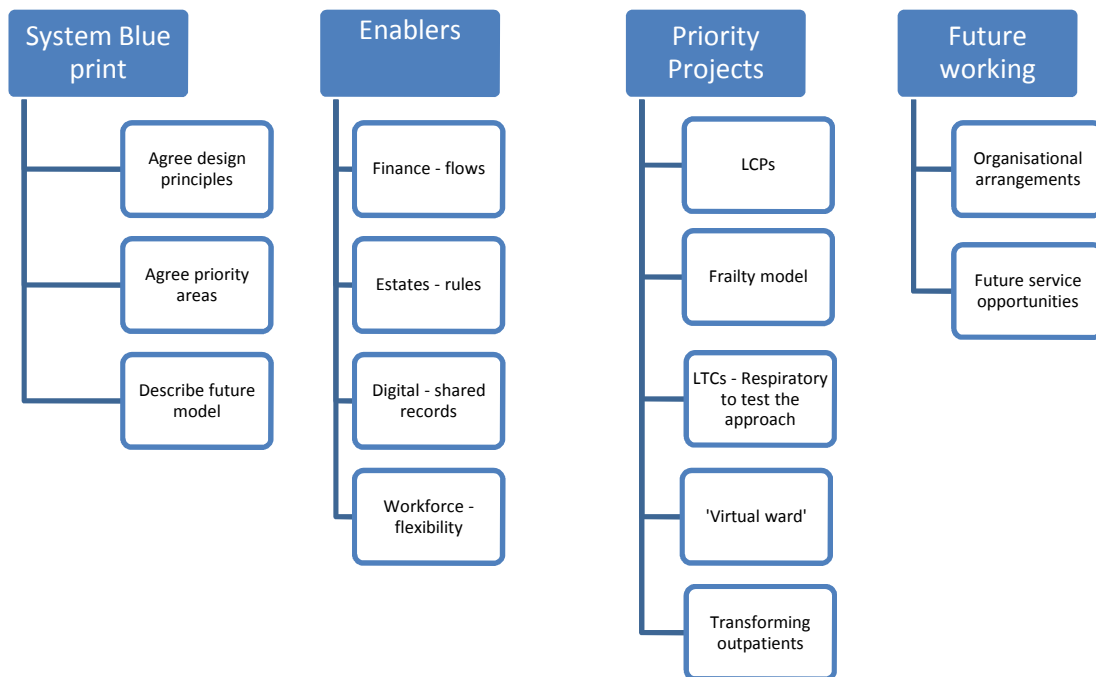 System Blue
print
Agree design
principles
Agree priority
areas
Describe future
model
Enablers
Finance - flows
Estates - rules
Digital - shared
records
Workforce -
flexibility
Priority
Projects
LCPs
Frailty model
LTCs - Respiratory
to test the
approach
'Virtual ward'
Transforming
outpatients
Future
working
Organisational
arrangements
Future service
opportunities